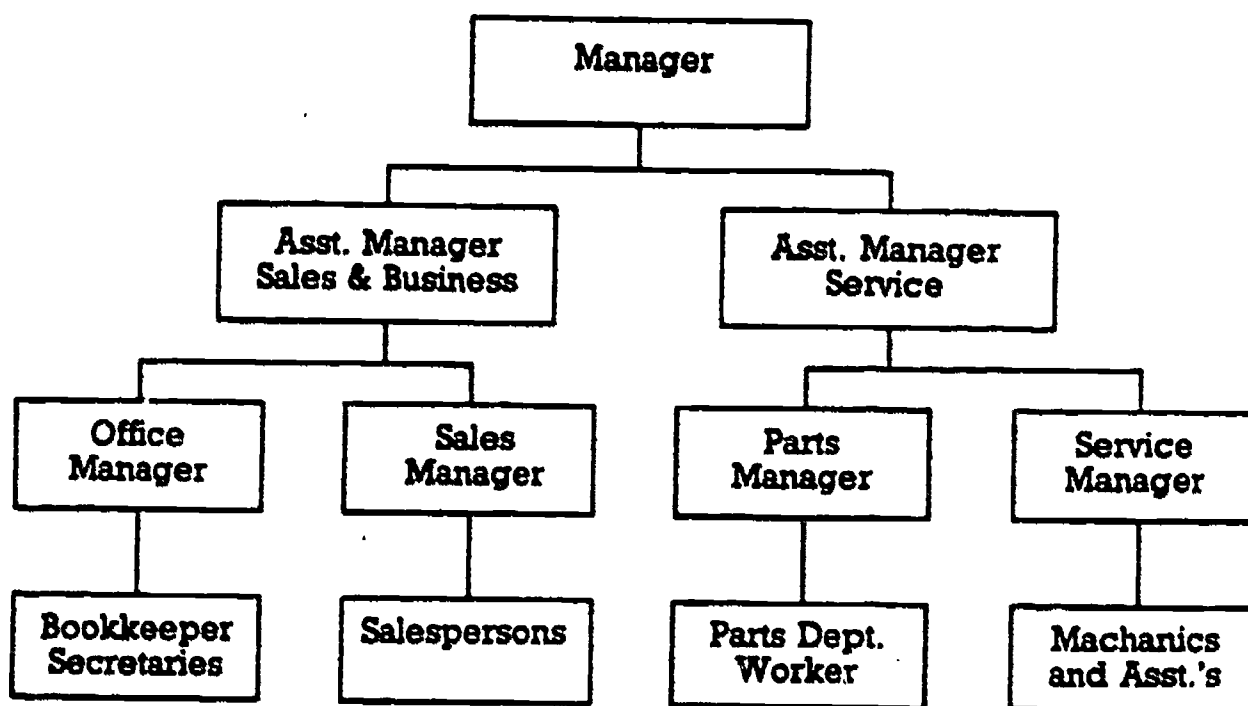 Manager
Asst. Manager
Sales & Business
Asst. Manager
Service
Office
Manager
Sales
Manager
Parts
Manager
Service
Manager
Bookkeeper
Secretaries
Salespersons
Parts Dept.
Worker
Machanics
and Asst.'s